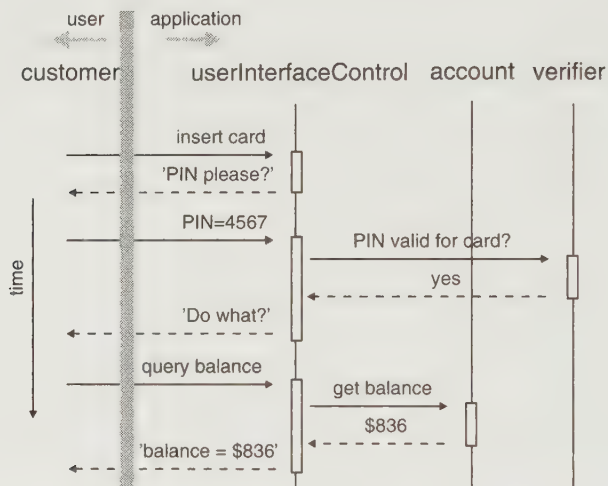 user
application
customer
userInterfaceControl
account
verifier
insert card
'PIN please?'
PIN=4567
PIN valid for card?
yes
time
'Do what?'
query balance
get balance
$836
'balance = $836'